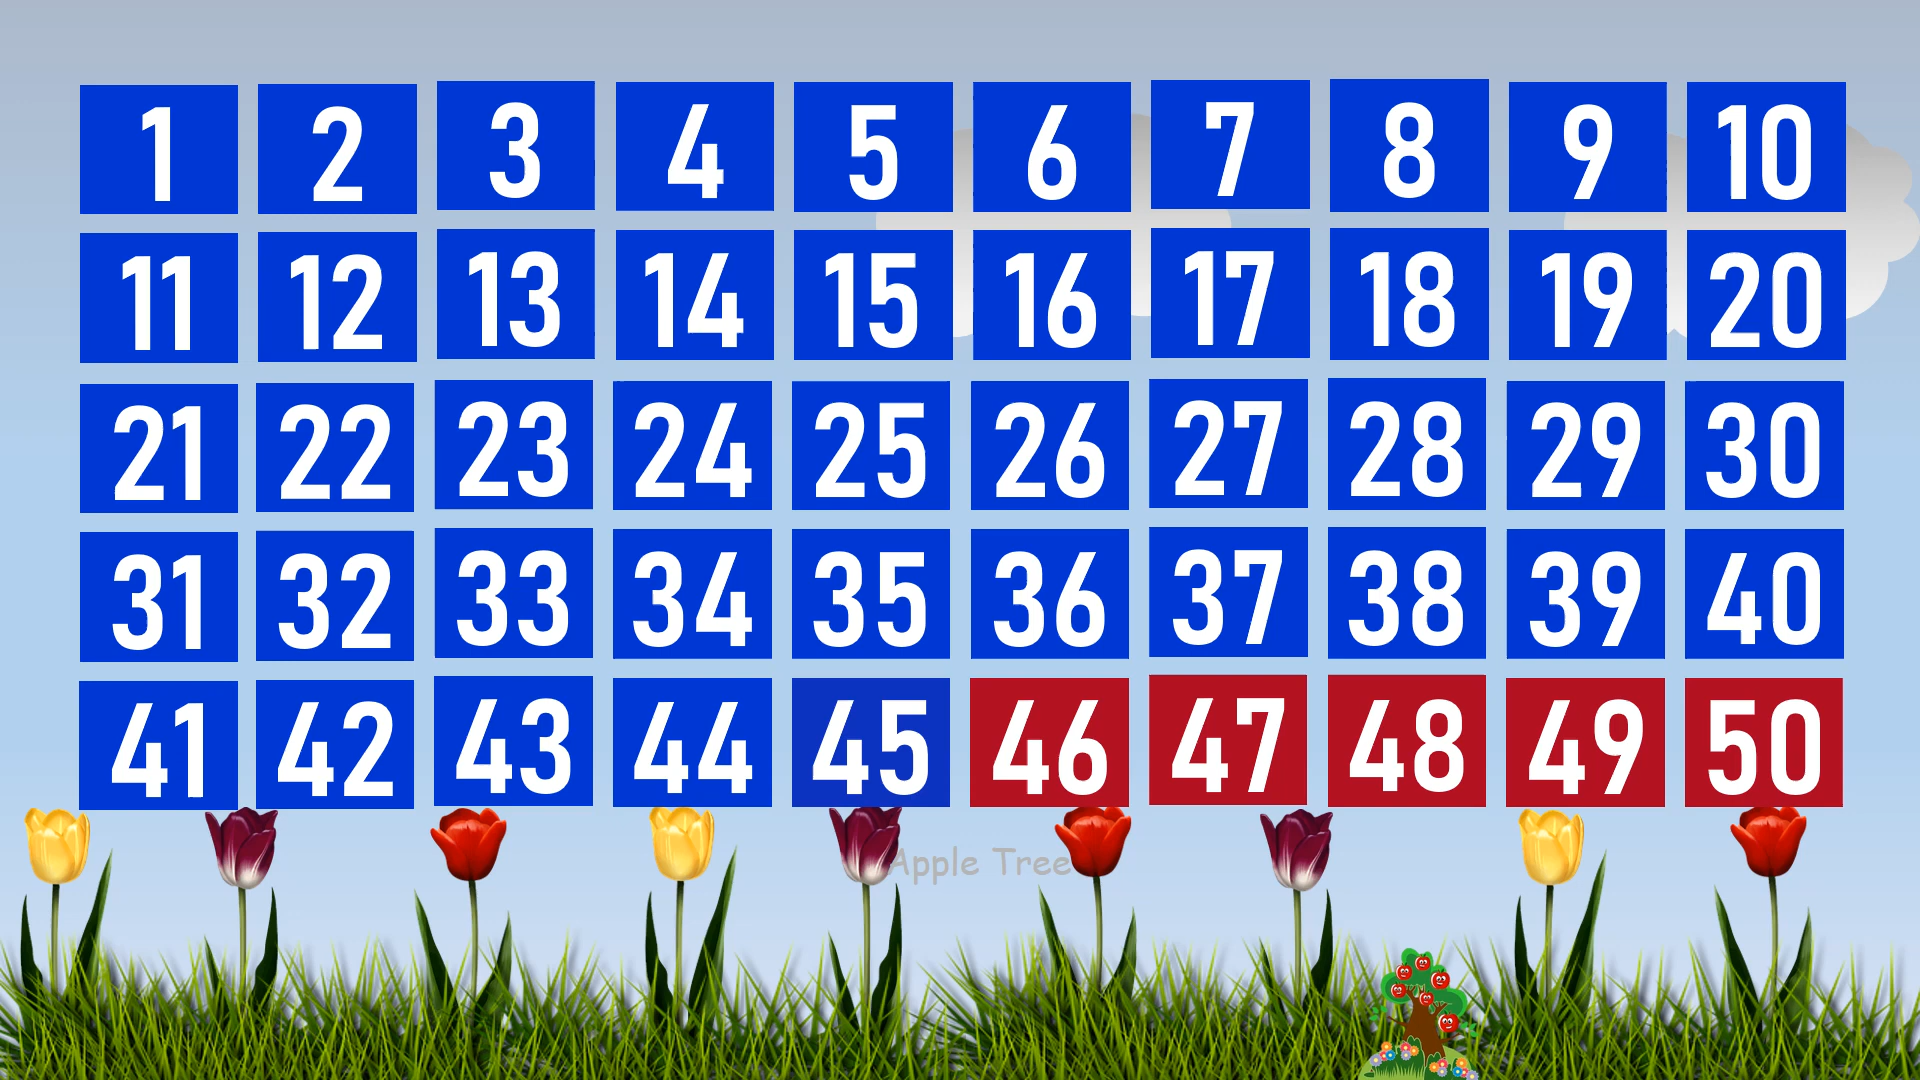 1 2 3 4 5 6 7 8 9 10
11 12 13 14 15 16 17 18 19 20
21 22 23 24 25 26 27 28 29 30
31 32 33 34 35 36 37 38 39 40
41 42 43 44 45 46 47 48 49 50
Apple Tree